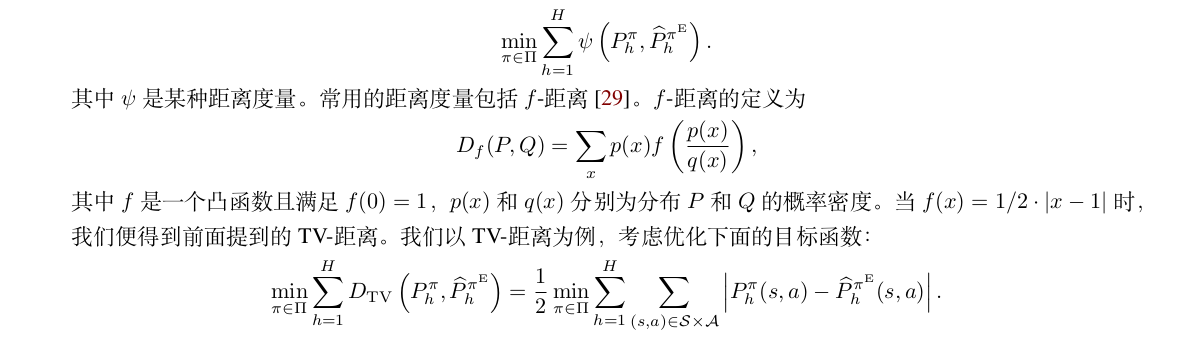 $$\min_{\pi\in\Pi}\sum_{h=1}^{H}\psi\left(P_h^{\pi},\widehat{P}_h^{\pi^{\mathrm{E}}}\right).$$
其中 $\psi$ 是某种距离度量。常用的距离度量包括 $f$-距离 [29]。$f$-距离的定义为
$$D_f(P,Q)=\sum_{x}p(x)f\left(\frac{p(x)}{q(x)}\right),$$
其中 $f$ 是一个凸函数且满足 $f(0)=1$，$p(x)$ 和 $q(x)$ 分别为分布 $P$ 和 $Q$ 的概率密度。当 $f(x)=1/2\cdot|x-1|$ 时，
我们便得到前面提到的 TV-距离。我们以 TV-距离为例，考虑优化下面的目标函数：
$$\min_{\pi\in\Pi}\sum_{h=1}^{H}D_{\mathrm{TV}}\left(P_h^{\pi},\widehat{P}_h^{\pi^{\mathrm{E}}}\right)=\frac{1}{2}\min_{\pi\in\Pi}\sum_{h=1}^{H}\sum_{(s,a)\in\mathcal{S}\times\mathcal{A}}\left|P_h^{\pi}(s,a)-\widehat{P}_h^{\pi^{\mathrm{E}}}(s,a)\right|.$$